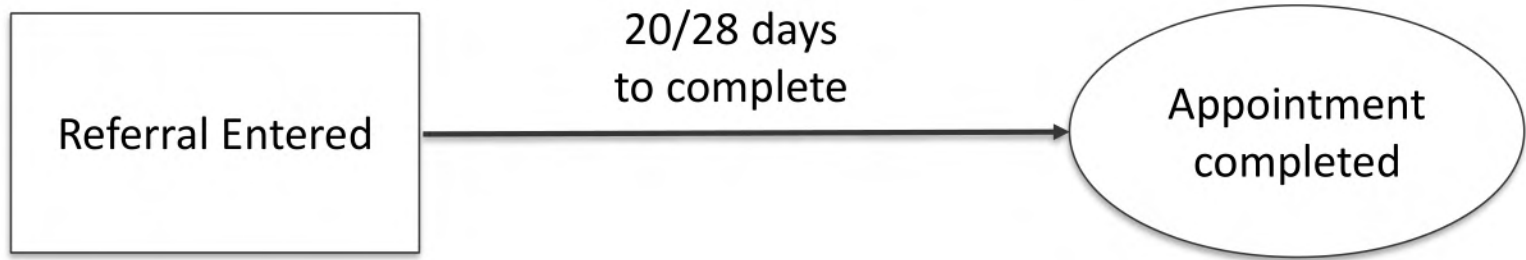 Referral Entered
20/28 days
to complete
Appointment
completed